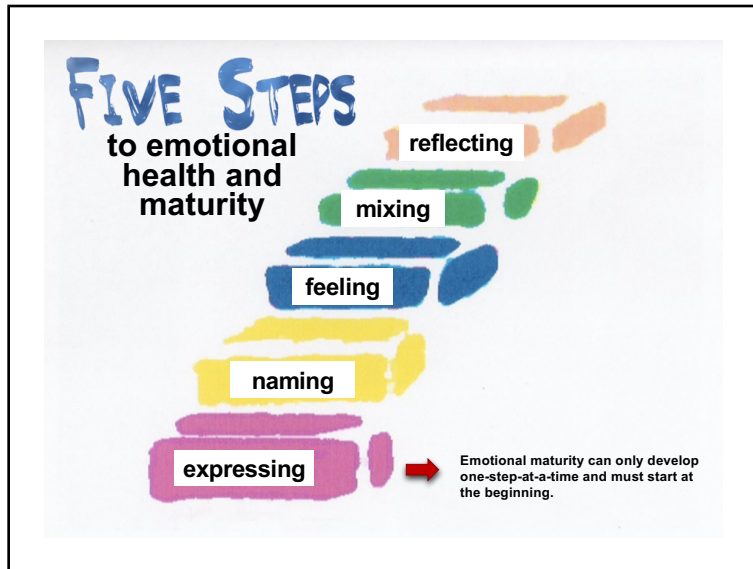 FIVE STEPS
to emotional
health and
maturity
reflecting
mixing
feeling
naming
expressing
Emotional maturity can only develop
one-step-at-a-time and must start at
the beginning.